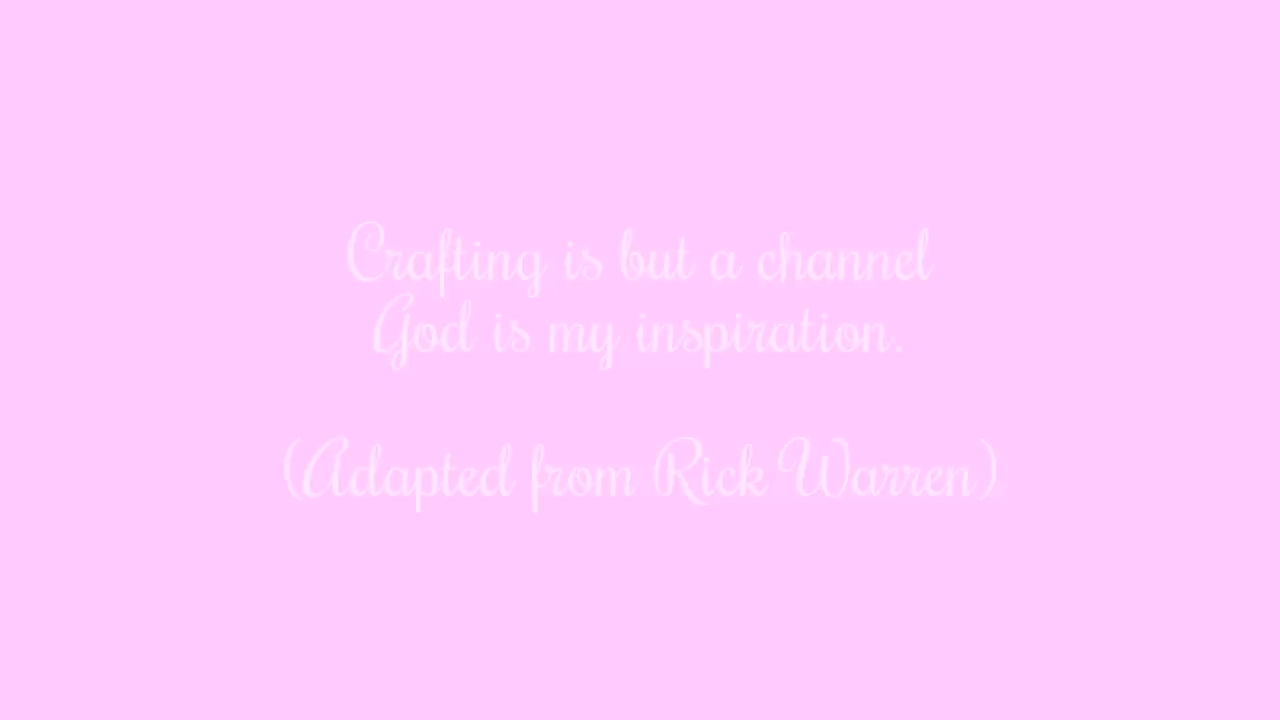 Crafting is but a channel
God is my inspiration.
(Adapted from Rick Warren)